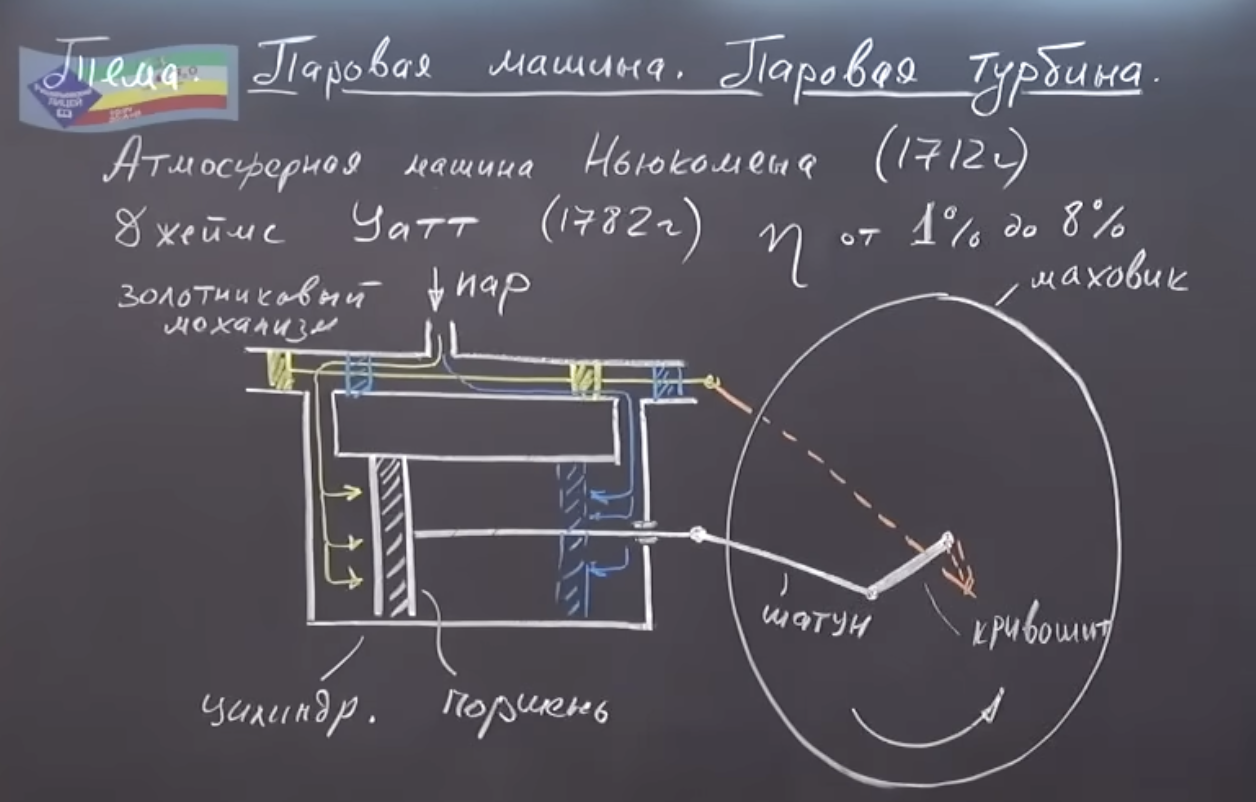 Тема. Паровая машина. Паровая турбина.
Атмосферная машина Ньюкомена (1712г)
Джеймс Уатт (1782г) η от 1% до 8%
маховик
золотниковый
механизм
пар
шатун
кривошип
цилиндр.
поршень
ЛИЦЕЙ